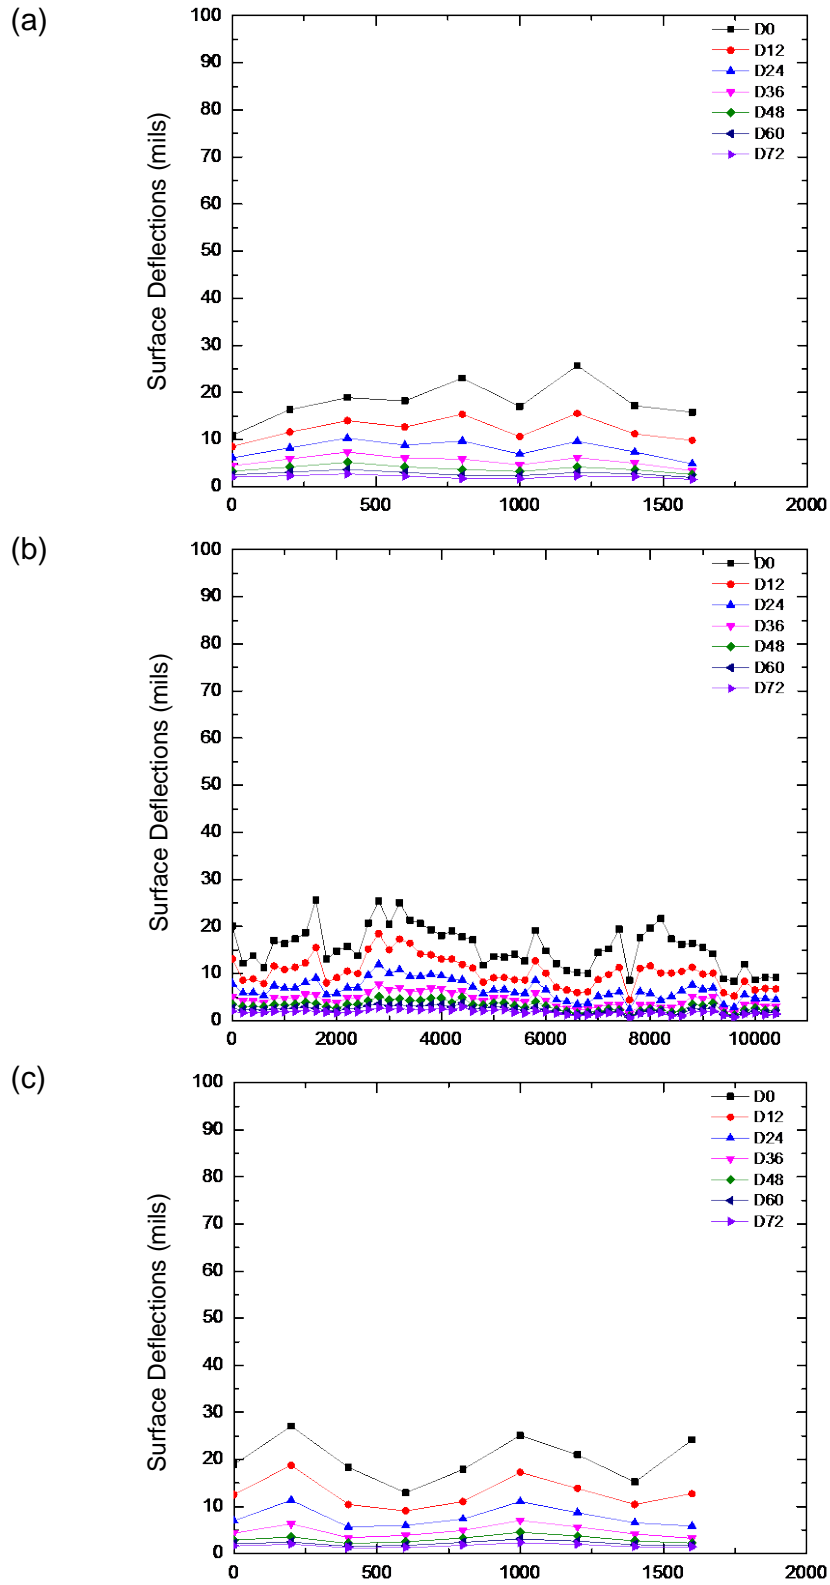 (a)
Surface Deflections (mils)
100
90
80
70
60
50
40
30
20
10
0
0 500 1000 1500 2000
D0
D12
D24
D36
D48
D60
D72
(b)
Surface Deflections (mils)
100
90
80
70
60
50
40
30
20
10
0
0 2000 4000 6000 8000 10000
D0
D12
D24
D36
D48
D60
D72
(c)
Surface Deflections (mils)
100
90
80
70
60
50
40
30
20
10
0
0 500 1000 1500 2000
D0
D12
D24
D36
D48
D60
D72